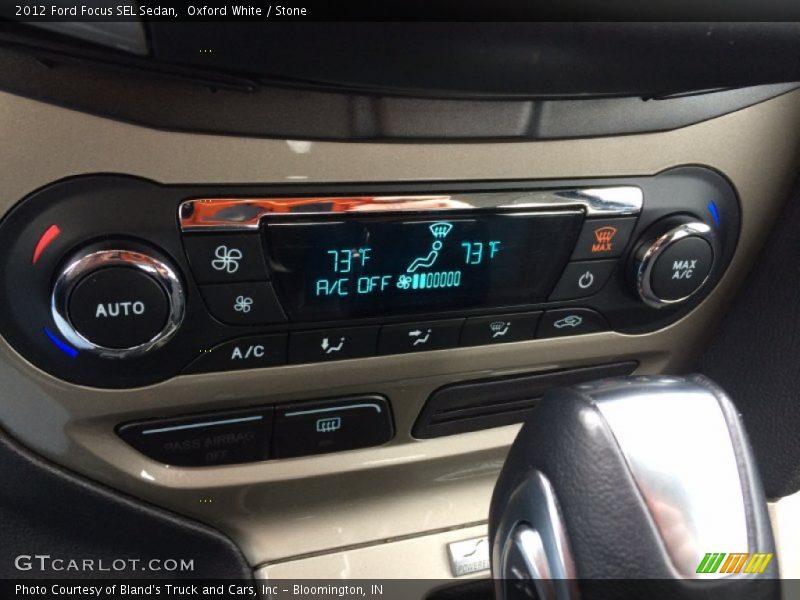 2012 Ford Focus SEL Sedan, Oxford White / Stone
73°F 73°F
A/C OFF
MAX
AUTO
MAX A/C
A/C
PASS AIRBAG
OFF
POWERED
GTCARLOT.COM
Photo Courtesy of Bland's Truck and Cars, Inc - Bloomington, IN